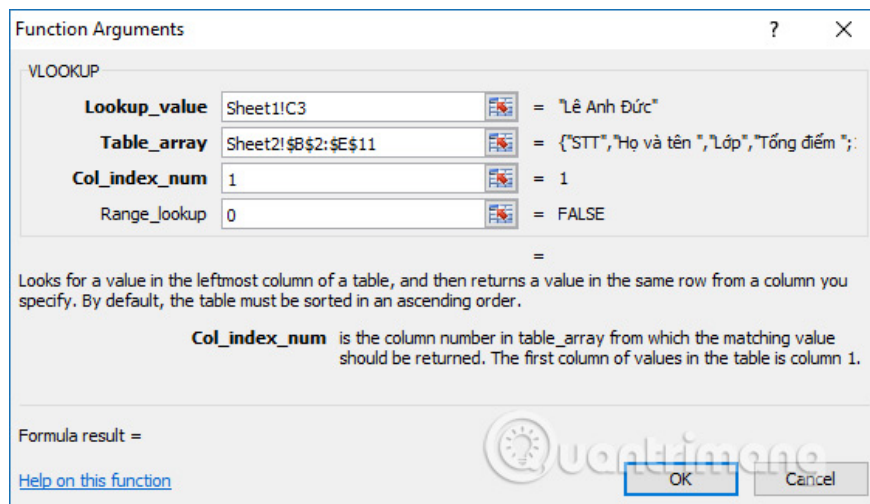 Function Arguments ? ✕
VLOOKUP
Lookup_value Sheet1!C3 = "Lê Anh Đức"
Table_array Sheet2!$B$2:$E$11 = {"STT","Họ và tên ","Lớp","Tổng điểm ";
Col_index_num 1 = 1
Range_lookup 0 = FALSE
=
Looks for a value in the leftmost column of a table, and then returns a value in the same row from a column you
specify. By default, the table must be sorted in an ascending order.
Col_index_num is the column number in table_array from which the matching value
should be returned. The first column of values in the table is column 1.
Formula result =
Quantrimang
Help on this function OK Cancel